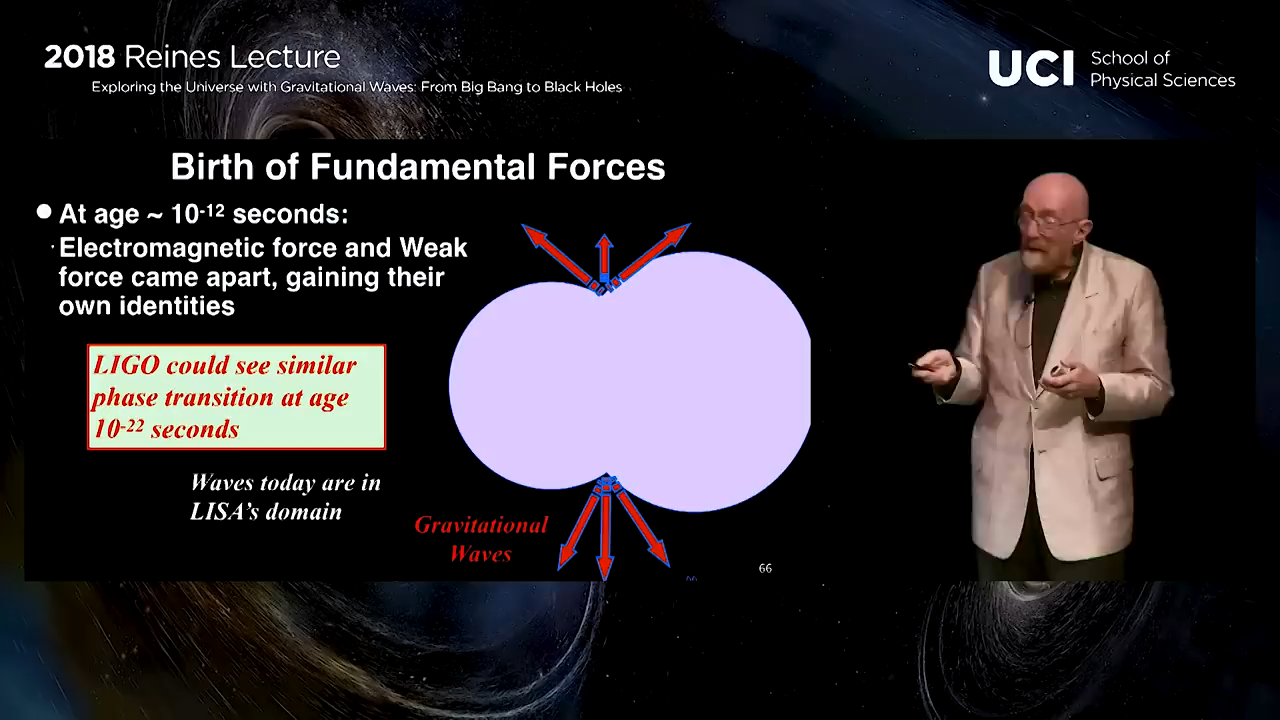 2018 Reines Lecture
Exploring the Universe with Gravitational Waves: From Big Bang to Black Holes
UCI School of
Physical Sciences
Birth of Fundamental Forces
At age ~ 10-12 seconds:
Electromagnetic force and Weak
force came apart, gaining their
own identities
LIGO could see similar
phase transition at age
10-22 seconds
Waves today are in
LISA’s domain
Gravitational
Waves
66